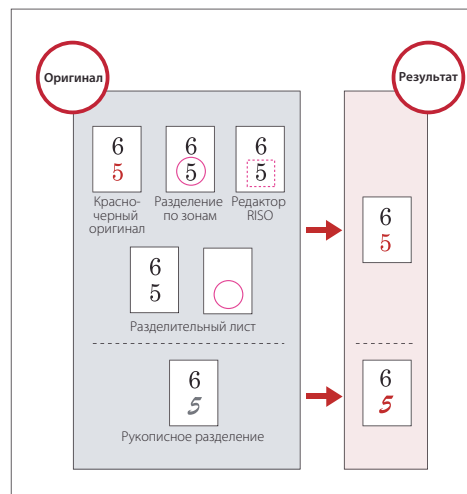 Оригинал
Результат
6 6 6
5 5 5
Красно-
черный
оригинал
Разделение
по зонам
Редактор
RISO
6
5
6
5
Разделительный лист
6
5
6
5
Рукописное разделение